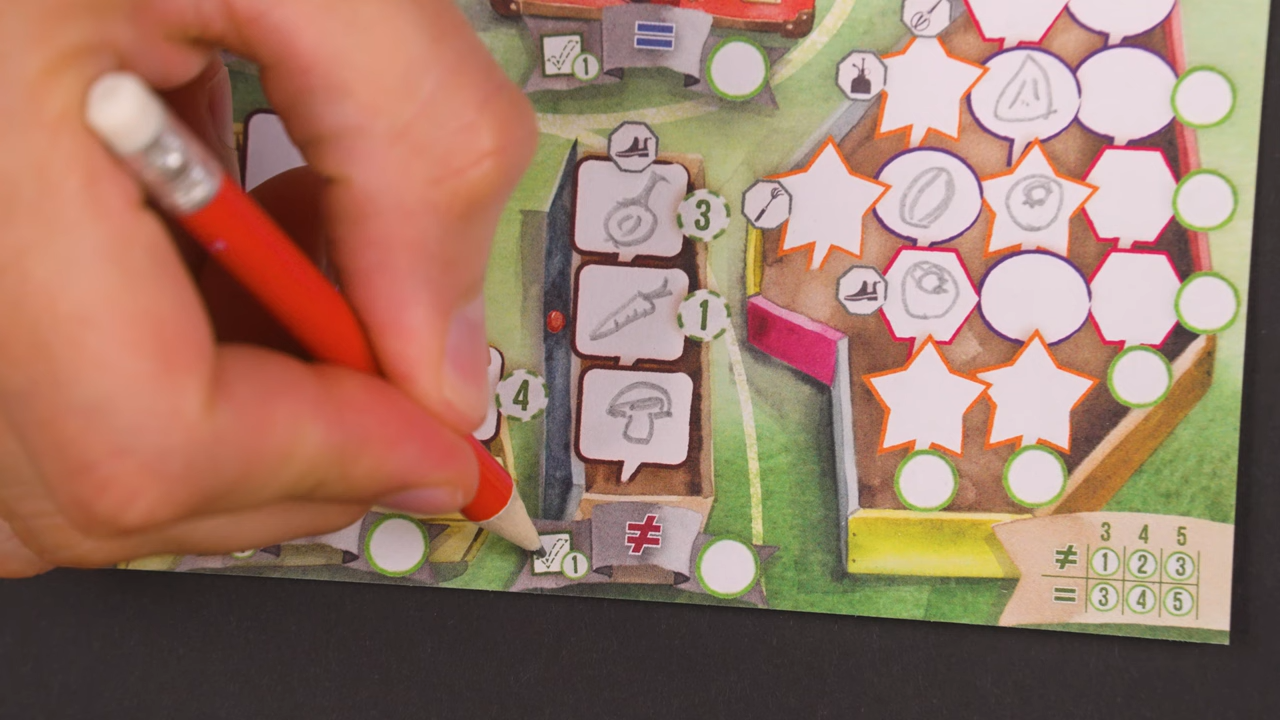 1 =
3
1
4
1 ≠
3 4 5
≠ 1 2 3
= 3 4 5